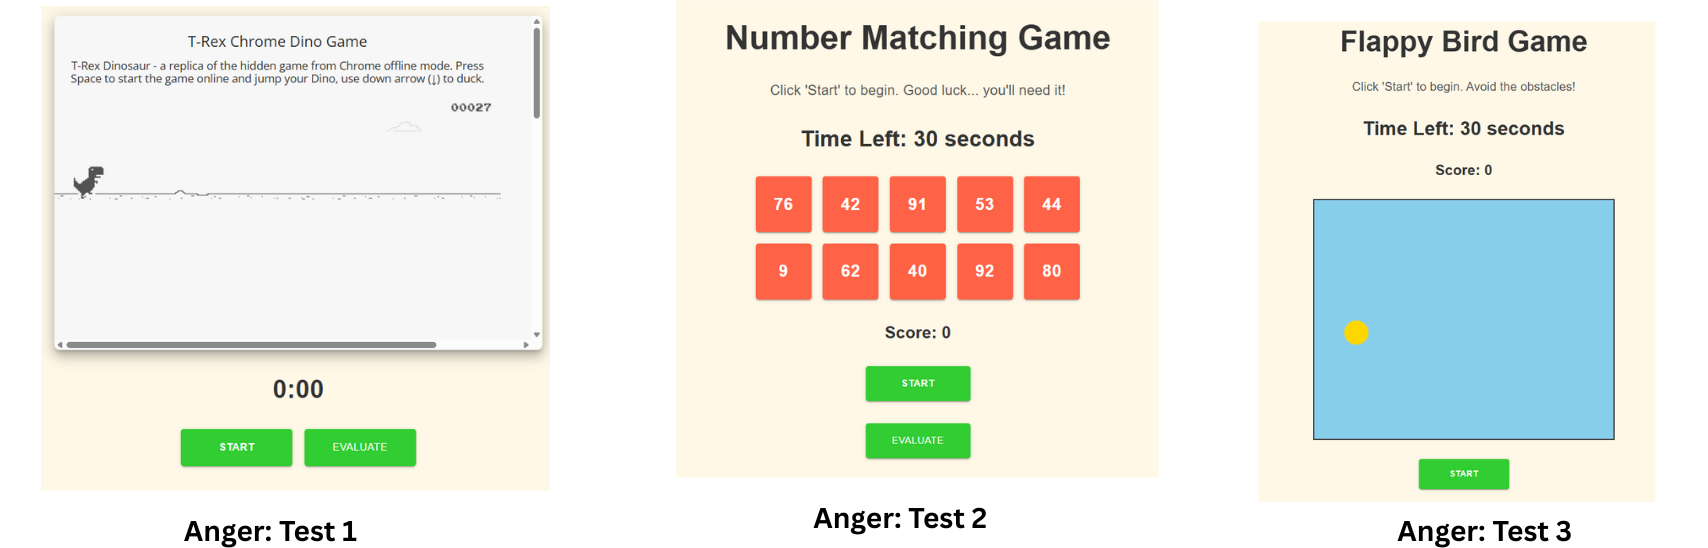 T-Rex Chrome Dino Game
T-Rex Dinosaur - a replica of the hidden game from Chrome offline mode. Press
Space to start the game online and jump your Dino, use down arrow (↓) to duck.
00027
0:00
START
EVALUATE
Anger: Test 1
Number Matching Game
Click 'Start' to begin. Good luck... you'll need it!
Time Left: 30 seconds
76 42 91 53 44
9 62 40 92 80
Score: 0
START
EVALUATE
Anger: Test 2
Flappy Bird Game
Click 'Start' to begin. Avoid the obstacles!
Time Left: 30 seconds
Score: 0
START
Anger: Test 3